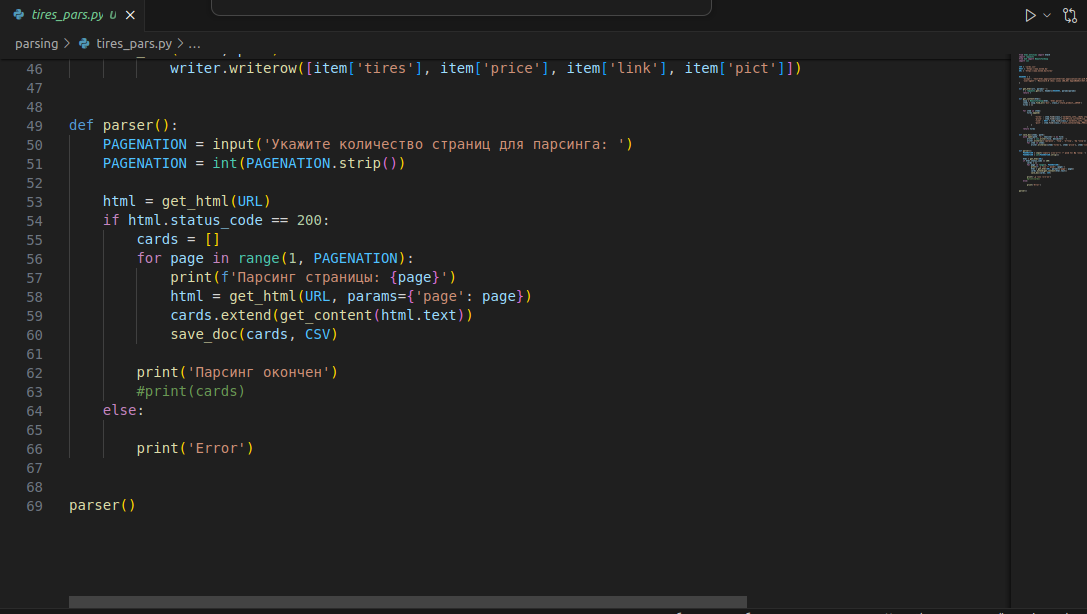 tires_pars.py U
parsing > tires_pars.py > ...
46 writer.writerow([item['tires'], item['price'], item['link'], item['pict']])
47
48
49 def parser():
50 PAGENATION = input('Укажите количество страниц для парсинга: ')
51 PAGENATION = int(PAGENATION.strip())
52
53 html = get_html(URL)
54 if html.status_code == 200:
55 cards = []
56 for page in range(1, PAGENATION):
57 print(f'Парсинг страницы: {page}')
58 html = get_html(URL, params={'page': page})
59 cards.extend(get_content(html.text))
60 save_doc(cards, CSV)
61
62 print('Парсинг окончен')
63 #print(cards)
64 else:
65
66 print('Error')
67
68
69 parser()